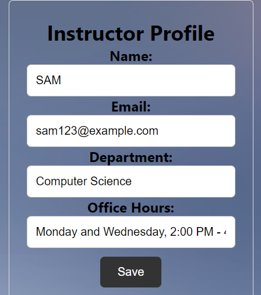 Instructor Profile
Name:
SAM
Email:
sam123@example.com
Department:
Computer Science
Office Hours:
Monday and Wednesday, 2:00 PM -
Save